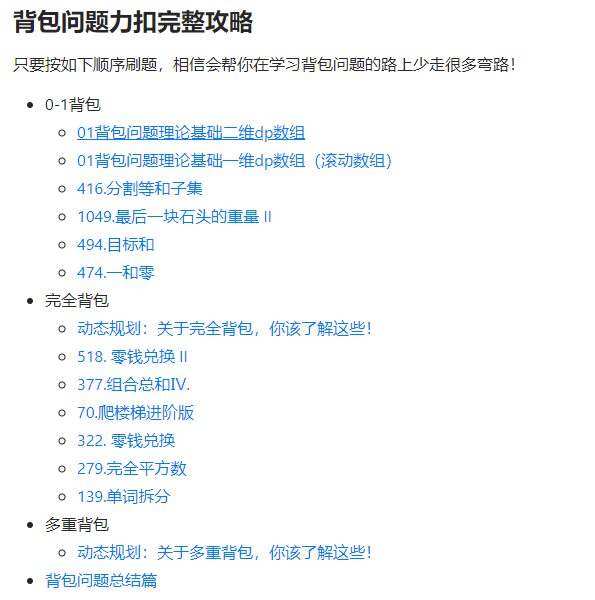 背包问题力扣完整攻略
只要按如下顺序刷题，相信会帮你在学习背包问题的路上少走很多弯路！
0-1背包
01背包问题理论基础二维dp数组
01背包问题理论基础一维dp数组（滚动数组）
416.分割等和子集
1049.最后一块石头的重量 II
494.目标和
474.一和零
完全背包
动态规划：关于完全背包，你该了解这些！
518. 零钱兑换 II
377.组合总和Ⅳ.
70.爬楼梯进阶版
322. 零钱兑换
279.完全平方数
139.单词拆分
多重背包
动态规划：关于多重背包，你该了解这些！
背包问题总结篇